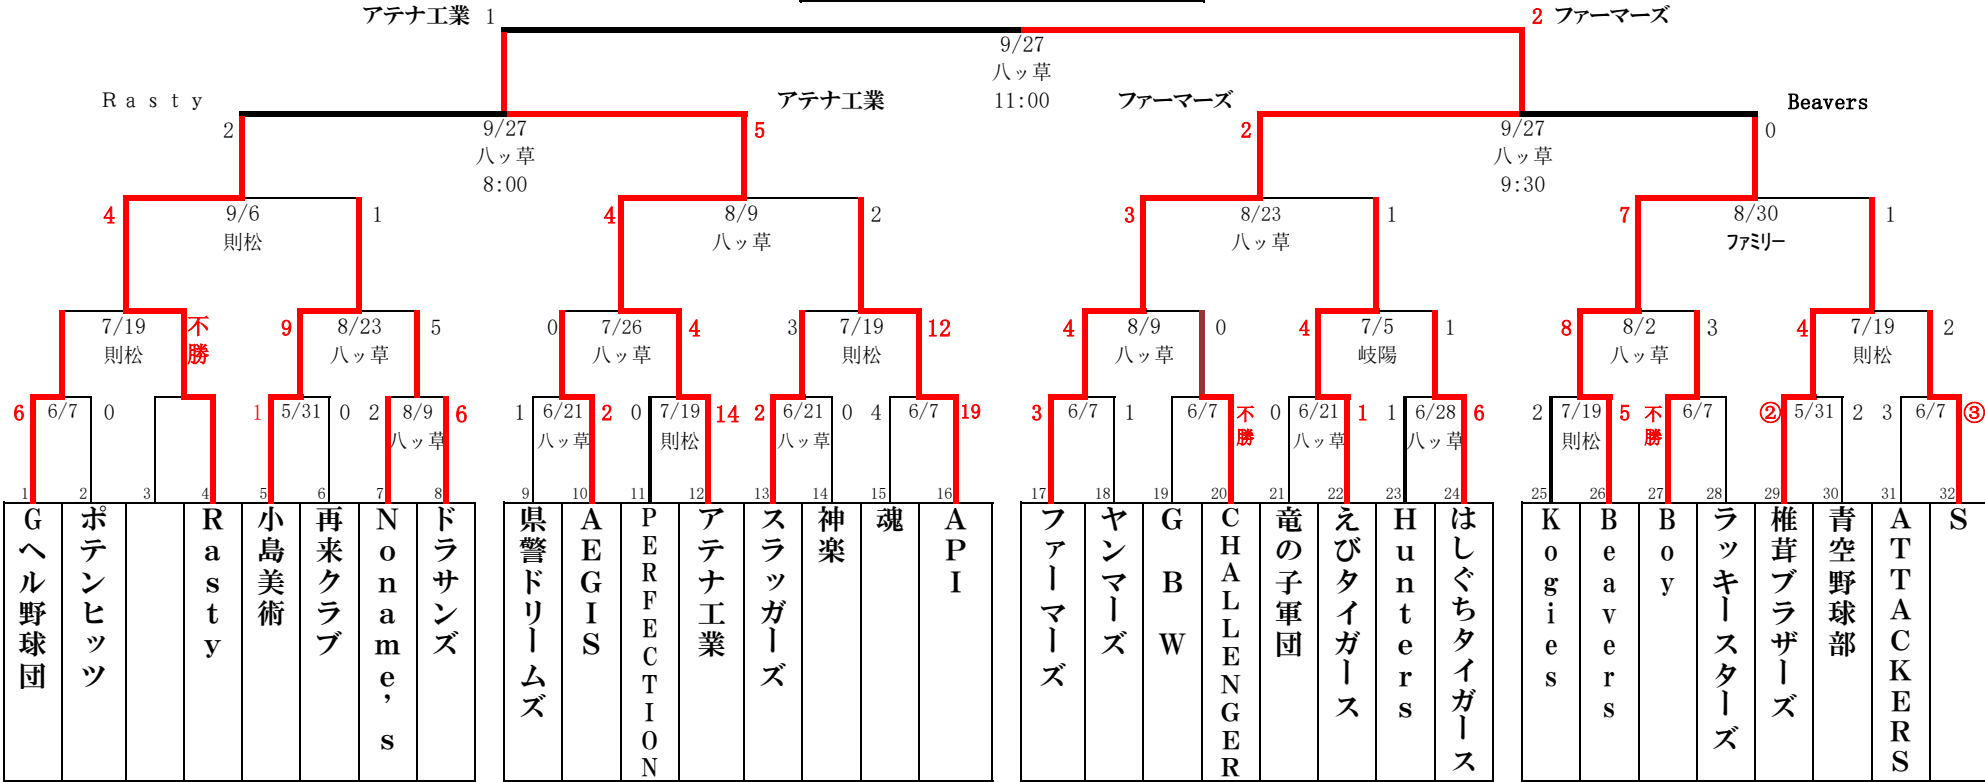 アテナ工業 1
2 ファーマーズ
9/27
八ッ草
11:00
Rasty
アテナ工業
ファーマーズ
Beavers
2
9/27
5
2
9/27
0
八ッ草
八ッ草
8:00
9:30
4
9/6
1
4
8/9
2
3
8/23
1
7
8/30
1
則松
八ッ草
八ッ草
ファミリー
7/19
不勝
9
8/23
5
0
7/26
4
3
7/19
12
4
8/9
0
4
7/5
1
8
8/2
3
4
7/19
2
則松
八ッ草
八ッ草
則松
八ッ草
岐陽
八ッ草
則松
6
6/7
0
1
5/31
0
2
8/9
6
1
6/21
2
0
7/19
14
2
6/21
0
4
6/7
19
3
6/7
1
6/7
不勝
0
6/21
1
1
6/28
6
2
7/19
5
不勝
6/7
②
5/31
2
3
6/7
③
八ッ草
八ッ草
則松
八ッ草
八ッ草
八ッ草
則松
1
2
3
4
5
6
7
8
9
10
11
12
13
14
15
16
17
18
19
20
21
22
23
24
25
26
27
28
29
30
31
32
Gヘル野球団
ポテンヒッツ
Rasty
小島美術
再来クラブ
Noname's
ドラサンズ
県警ドリームズ
AEGIS
PERFECTION
アテナ工業
スラッガーズ
神楽
魂
API
ファーマーズ
ヤンマーズ
GBW
CHALLENGER
竜の子軍団
えびタイガース
Hunters
はしぐちタイガース
Kogies
Beavers
Boy
ラッキースターズ
椎茸ブラザーズ
青空野球部
ATTACKERS
S